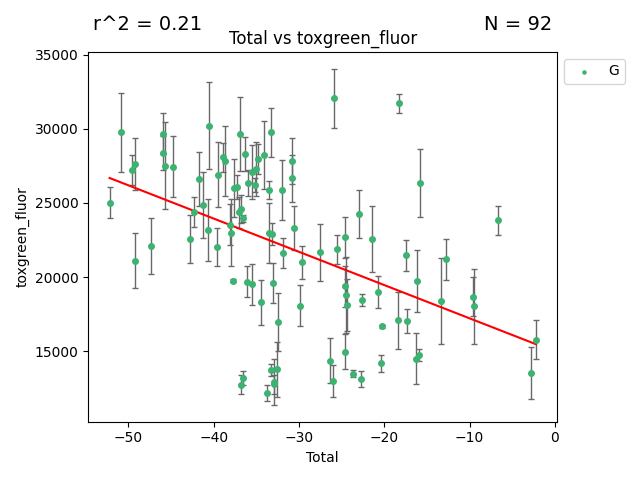 r^2 = 0.21
N = 92
Total vs toxgreen_fluor
G
35000
30000
25000
20000
15000
toxgreen_fluor
−50
−40
−30
−20
−10
0
Total